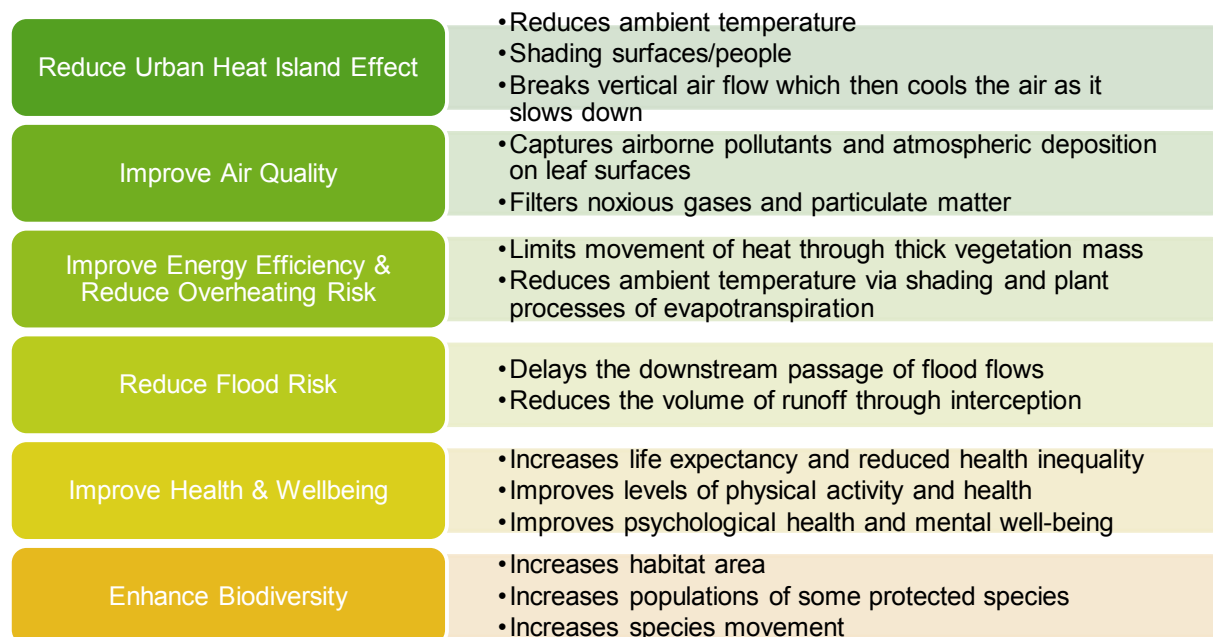 Reduce Urban Heat Island Effect
•Reduces ambient temperature
•Shading surfaces/people
•Breaks vertical air flow which then cools the air as it
slows down
Improve Air Quality
•Captures airborne pollutants and atmospheric deposition
on leaf surfaces
•Filters noxious gases and particulate matter
Improve Energy Efficiency &
Reduce Overheating Risk
•Limits movement of heat through thick vegetation mass
•Reduces ambient temperature via shading and plant
processes of evapotranspiration
Reduce Flood Risk
•Delays the downstream passage of flood flows
•Reduces the volume of runoff through interception
Improve Health & Wellbeing
•Increases life expectancy and reduced health inequality
•Improves levels of physical activity and health
•Improves psychological health and mental well-being
Enhance Biodiversity
•Increases habitat area
•Increases populations of some protected species
•Increases species movement